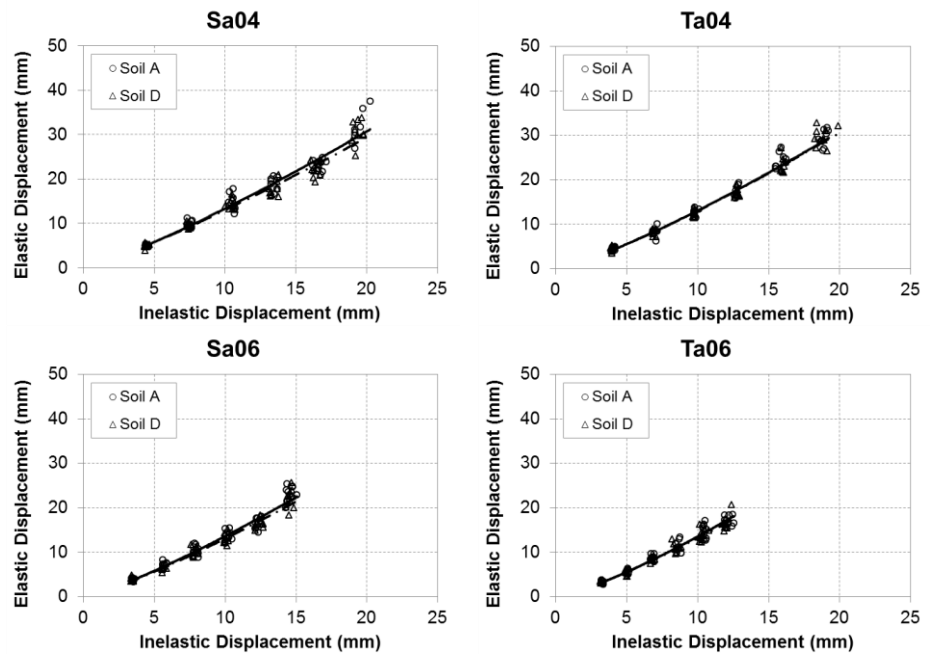 Sa04
Elastic Displacement (mm)
50
40
30
20
10
0
Soil A
Soil D
0 5 10 15 20 25
Inelastic Displacement (mm)
Ta04
Elastic Displacement (mm)
50
40
30
20
10
0
Soil A
Soil D
0 5 10 15 20 25
Inelastic Displacement (mm)
Sa06
Elastic Displacement (mm)
50
40
30
20
10
0
Soil A
Soil D
0 5 10 15 20 25
Inelastic Displacement (mm)
Ta06
Elastic Displacement (mm)
50
40
30
20
10
0
Soil A
Soil D
0 5 10 15 20 25
Inelastic Displacement (mm)